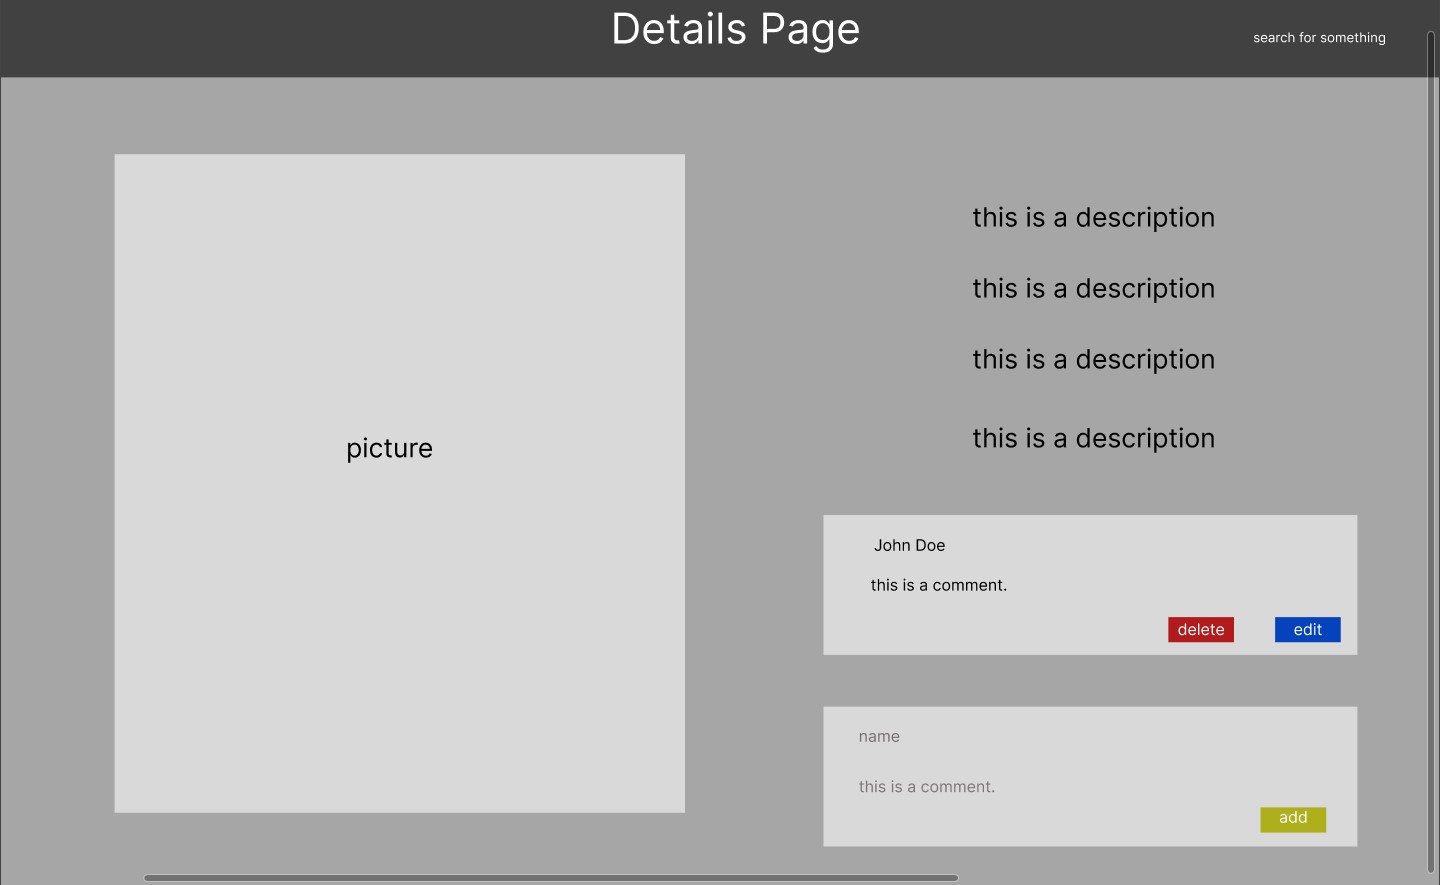 Details Page
search for something
picture
this is a description
this is a description
this is a description
this is a description
John Doe
this is a comment.
delete
edit
name
this is a comment.
add